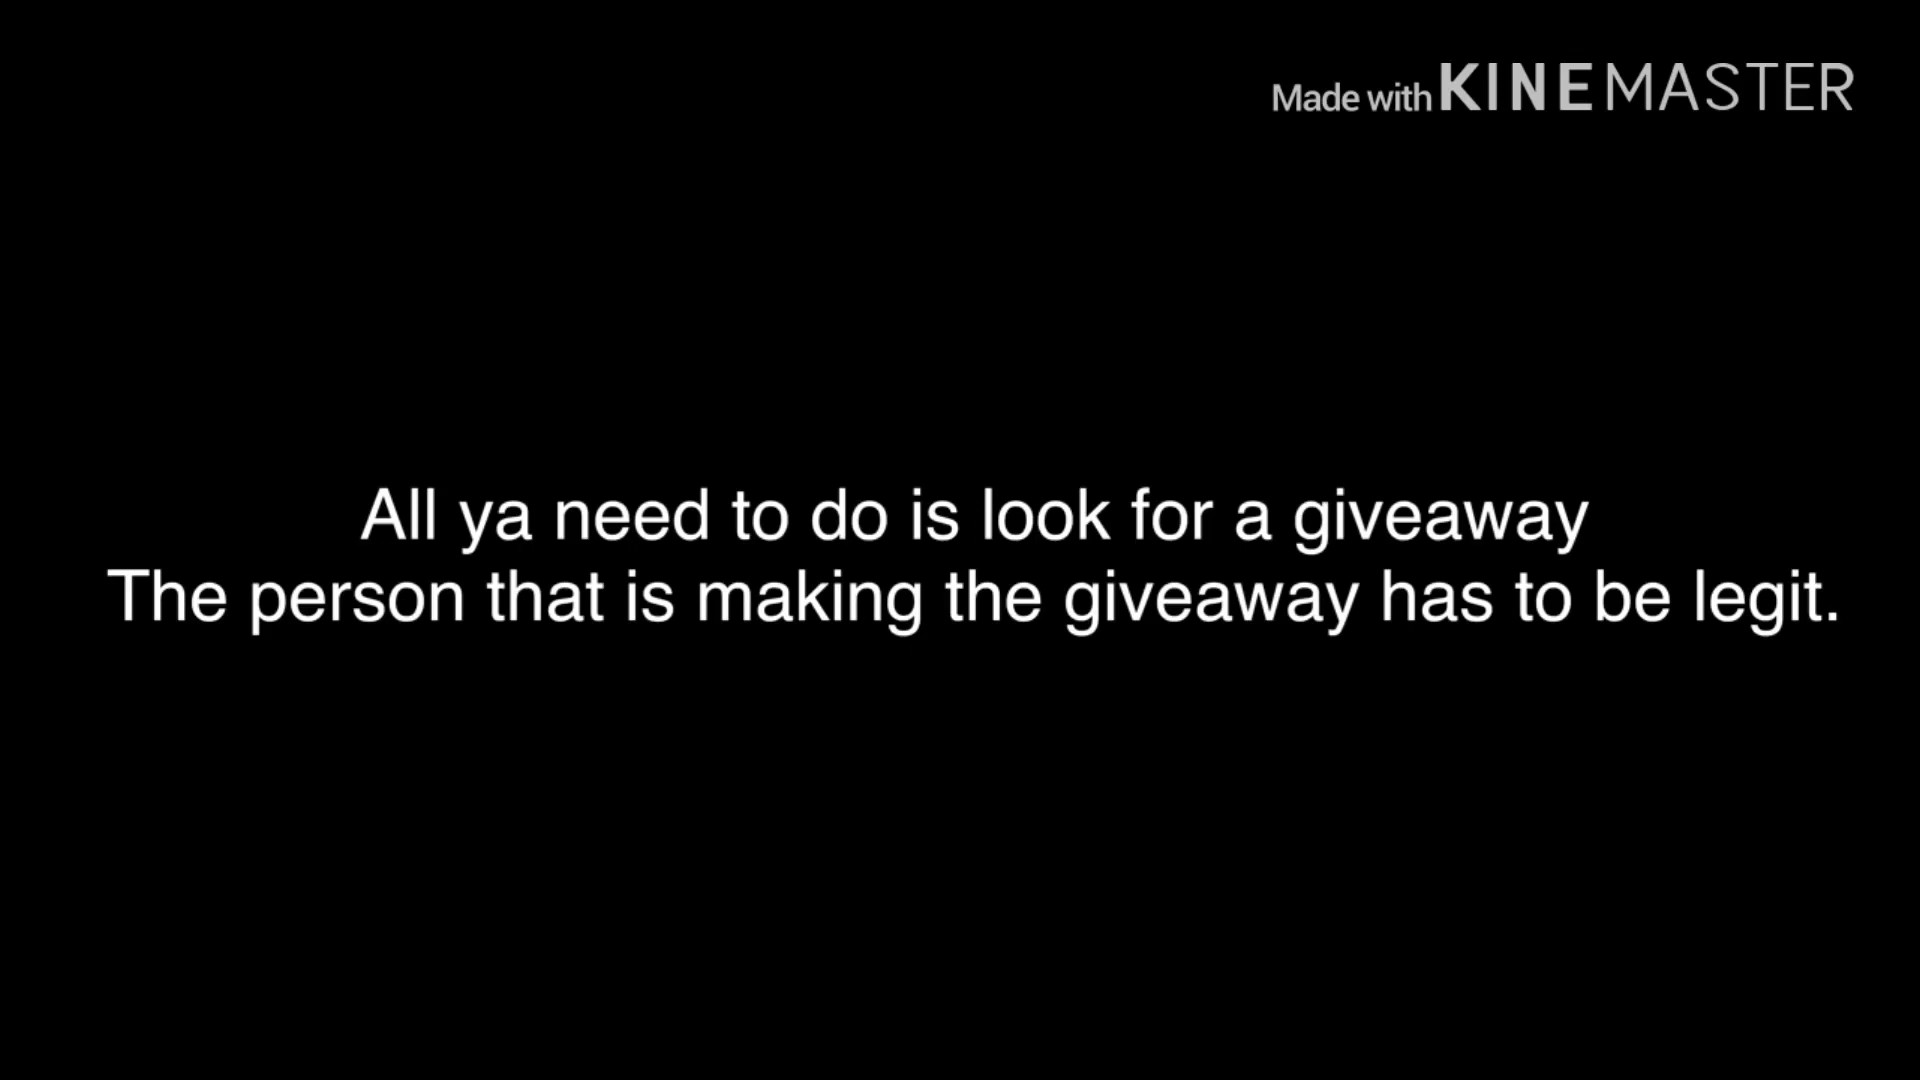 Made with KINEMASTER
All ya need to do is look for a giveaway
The person that is making the giveaway has to be legit.